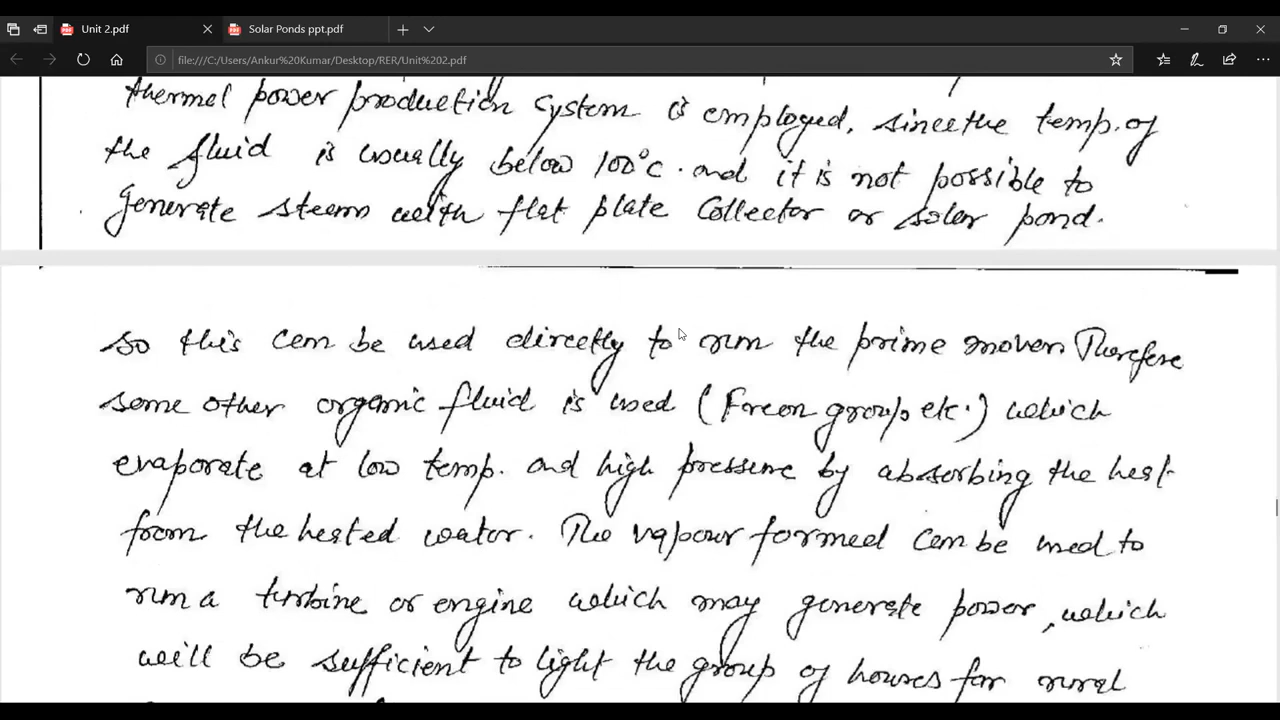 Unit 2.pdf
Solar Ponds ppt.pdf
file:///C:/Users/Ankur%20Kumar/Desktop/RER/Unit%202.pdf
thermal power production system is employed, since the temp. of
the fluid is usually below 100°C. and it is not possible to
Generate steam with flat plate Collector or solar pond.
so this can be used directly to run the prime mover. Therefore
some other organic fluid is used (Freon group etc.) which
evaporate at low temp. and high pressure by absorbing the heat
from the heated water. The vapour formed can be used to
run a turbine or engine which may generate power, which
will be sufficient to light the group of houses for rural